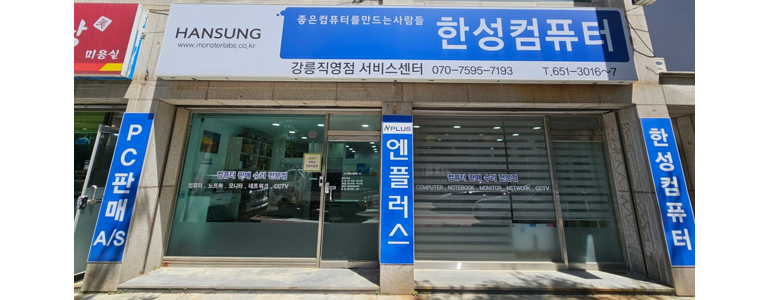 미용실
HANSUNG
www.monsterlabs.co.kr
좋은컴퓨터를만드는사람들
한성컴퓨터
강릉직영점 서비스센터 070-7595-7193 T.651-3016~7
PC판매
A/S
컴퓨터 판매 수리 전문점
컴퓨터 . 노트북 . 모니터 . 네트워크 . CCTV
NPLUS
엔플러스
컴퓨터 판매 수리 전문점
COMPUTER . NOTEBOOK . MONITOR . NETWORK . CCTV
한성컴퓨터